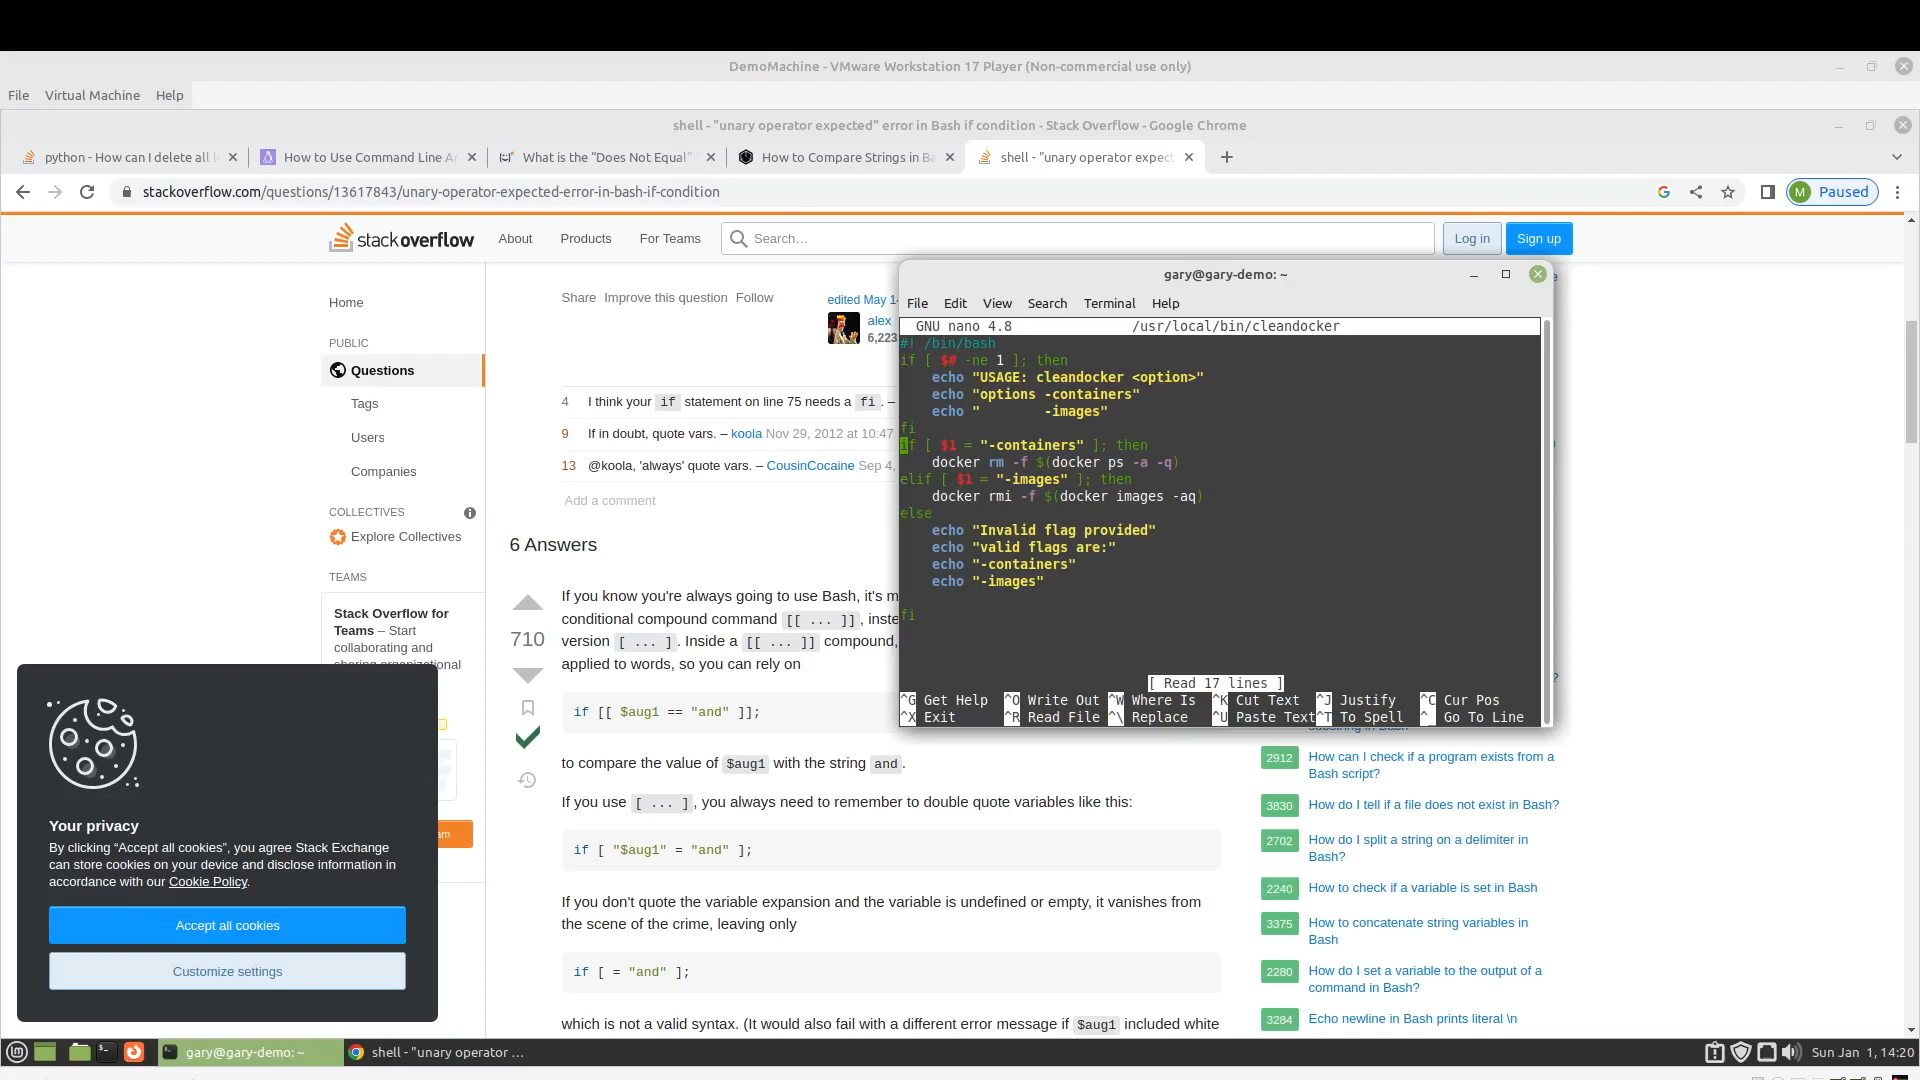 DemoMachine - VMware Workstation 17 Player (Non-commercial use only)
File Virtual Machine Help
shell - "unary operator expected" error in Bash if condition - Stack Overflow - Google Chrome
python - How can I delete all
How to Use Command Line Ar
What is the “Does Not Equal”
How to Compare Strings in Ba
shell - "unary operator expect
stackoverflow.com/questions/13617843/unary-operator-expected-error-in-bash-if-condition
M Paused
stackoverflow About Products For Teams Search… Log in Sign up
Home
PUBLIC
Questions
Tags
Users
Companies
COLLECTIVES
Explore Collectives
TEAMS
Stack Overflow for
Teams – Start
collaborating and
sharing organizational
Share Improve this question Follow
edited May 1
alex
6,223
4 I think your if statement on line 75 needs a fi. –
9 If in doubt, quote vars. – koola Nov 29, 2012 at 10:47
13 @koola, 'always' quote vars. – CousinCocaine Sep 4,
Add a comment
6 Answers
710
If you know you're always going to use Bash, it's m
conditional compound command [[ ... ]], inste
version [ ... ]. Inside a [[ ... ]] compound,
applied to words, so you can rely on
if [[ $aug1 == "and" ]];
to compare the value of $aug1 with the string and.
If you use [ ... ], you always need to remember to double quote variables like this:
if [ "$aug1" = "and" ];
If you don't quote the variable expansion and the variable is undefined or empty, it vanishes from
the scene of the crime, leaving only
if [ = "and" ];
which is not a valid syntax. (It would also fail with a different error message if $aug1 included white
gary@gary-demo: ~
File Edit View Search Terminal Help
GNU nano 4.8 /usr/local/bin/cleandocker
#! /bin/bash
if [ $# -ne 1 ]; then
echo "USAGE: cleandocker <option>"
echo "options -containers"
echo "        -images"
fi
if [ $1 = "-containers" ]; then
docker rm -f $(docker ps -a -q)
elif [ $1 = "-images" ]; then
docker rmi -f $(docker images -aq)
else
echo "Invalid flag provided"
echo "valid flags are:"
echo "-containers"
echo "-images"
fi
[ Read 17 lines ]
^G Get Help ^O Write Out ^W Where Is ^K Cut Text ^J Justify ^C Cur Pos
^X Exit ^R Read File ^\ Replace ^U Paste Text ^T To Spell ^_ Go To Line
2912 How can I check if a program exists from a
Bash script?
3830 How do I tell if a file does not exist in Bash?
2702 How do I split a string on a delimiter in
Bash?
2240 How to check if a variable is set in Bash
3375 How to concatenate string variables in
Bash
2280 How do I set a variable to the output of a
command in Bash?
3284 Echo newline in Bash prints literal \n
Your privacy
By clicking “Accept all cookies”, you agree Stack Exchange
can store cookies on your device and disclose information in
accordance with our Cookie Policy.
Accept all cookies
Customize settings
gary@gary-demo: ~
shell - "unary operator ...
Sun Jan 1, 14:20